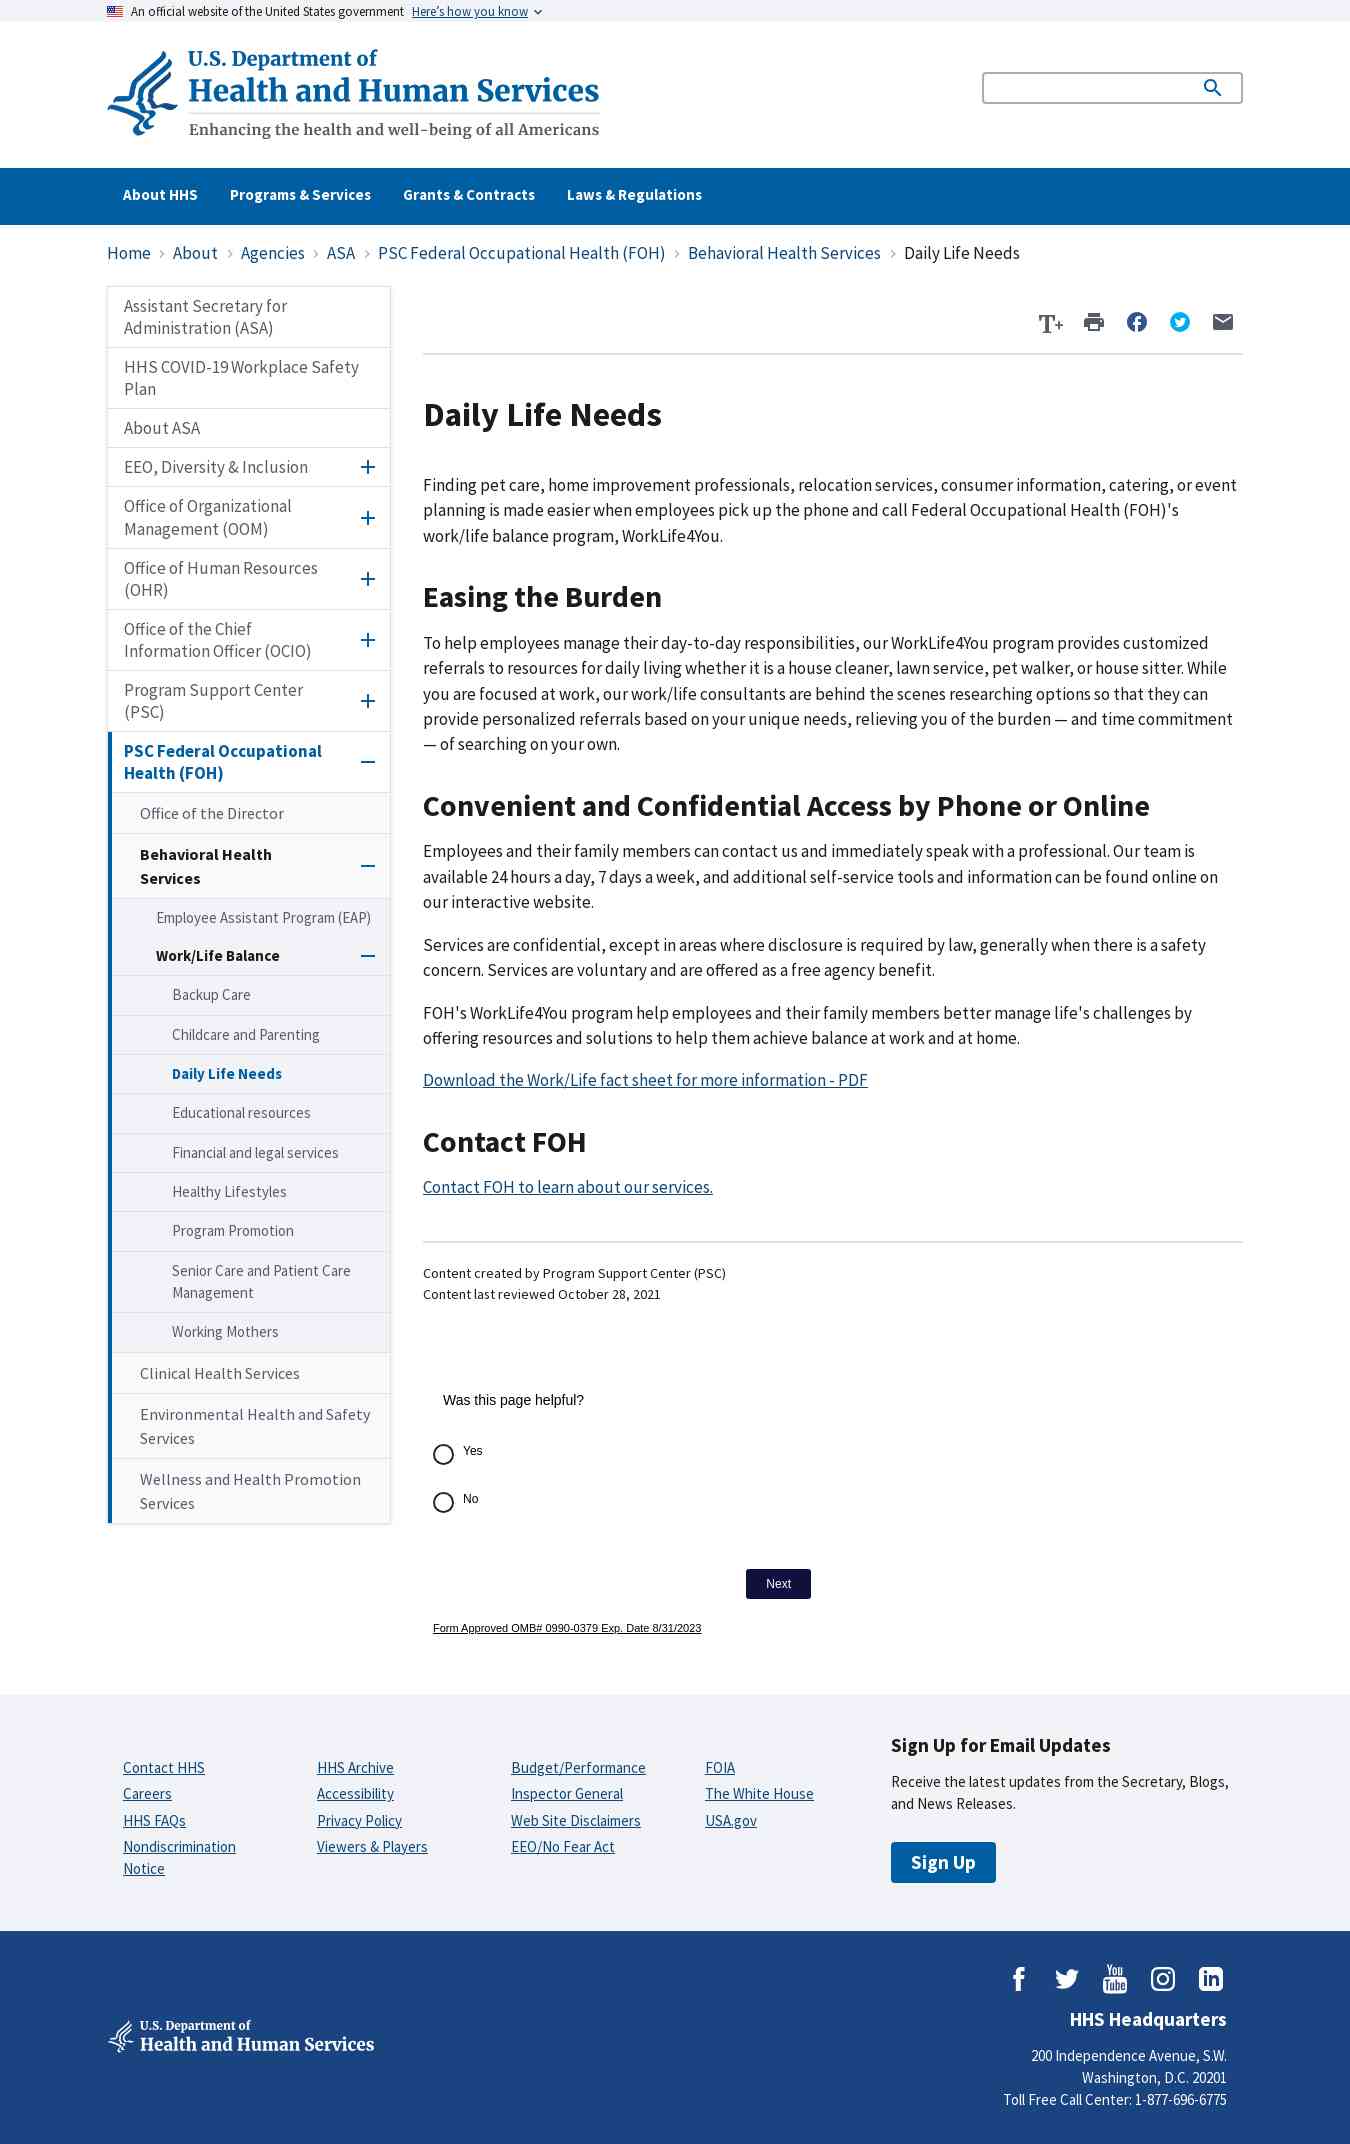 An official website of the United States government Here's how you know
U.S. Department of
Health and Human Services
Enhancing the health and well-being of all Americans
About HHS Programs & Services Grants & Contracts Laws & Regulations
Home About Agencies ASA PSC Federal Occupational Health (FOH) Behavioral Health Services Daily Life Needs
Assistant Secretary for
Administration (ASA)
HHS COVID-19 Workplace Safety
Plan
About ASA
EEO, Diversity & Inclusion
Office of Organizational
Management (OOM)
Office of Human Resources
(OHR)
Office of the Chief
Information Officer (OCIO)
Program Support Center
(PSC)
PSC Federal Occupational
Health (FOH)
Office of the Director
Behavioral Health
Services
Employee Assistant Program (EAP)
Work/Life Balance
Backup Care
Childcare and Parenting
Daily Life Needs
Educational resources
Financial and legal services
Healthy Lifestyles
Program Promotion
Senior Care and Patient Care
Management
Working Mothers
Clinical Health Services
Environmental Health and Safety
Services
Wellness and Health Promotion
Services
T+
Daily Life Needs
Finding pet care, home improvement professionals, relocation services, consumer information, catering, or event
planning is made easier when employees pick up the phone and call Federal Occupational Health (FOH)'s
work/life balance program, WorkLife4You.
Easing the Burden
To help employees manage their day-to-day responsibilities, our WorkLife4You program provides customized
referrals to resources for daily living whether it is a house cleaner, lawn service, pet walker, or house sitter. While
you are focused at work, our work/life consultants are behind the scenes researching options so that they can
provide personalized referrals based on your unique needs, relieving you of the burden — and time commitment
— of searching on your own.
Convenient and Confidential Access by Phone or Online
Employees and their family members can contact us and immediately speak with a professional. Our team is
available 24 hours a day, 7 days a week, and additional self-service tools and information can be found online on
our interactive website.
Services are confidential, except in areas where disclosure is required by law, generally when there is a safety
concern. Services are voluntary and are offered as a free agency benefit.
FOH's WorkLife4You program help employees and their family members better manage life's challenges by
offering resources and solutions to help them achieve balance at work and at home.
Download the Work/Life fact sheet for more information - PDF
Contact FOH
Contact FOH to learn about our services.
Content created by Program Support Center (PSC)
Content last reviewed October 28, 2021
Was this page helpful?
Yes
No
Next
Form Approved OMB# 0990-0379 Exp. Date 8/31/2023
Contact HHS
Careers
HHS FAQs
Nondiscrimination
Notice
HHS Archive
Accessibility
Privacy Policy
Viewers & Players
Budget/Performance
Inspector General
Web Site Disclaimers
EEO/No Fear Act
FOIA
The White House
USA.gov
Sign Up for Email Updates
Receive the latest updates from the Secretary, Blogs,
and News Releases.
Sign Up
You
Tube
U.S. Department of
Health and Human Services
HHS Headquarters
200 Independence Avenue, S.W.
Washington, D.C. 20201
Toll Free Call Center: 1-877-696-6775